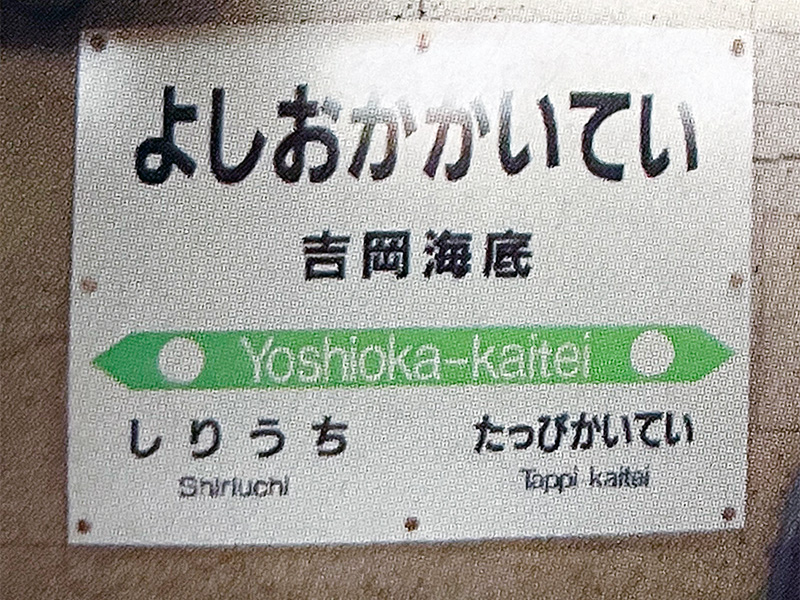 よしおかかいてい
吉岡海底
Yoshioka-kaitei
しりうち たっぴかいてい
Shiriuchi Tappi kaitei